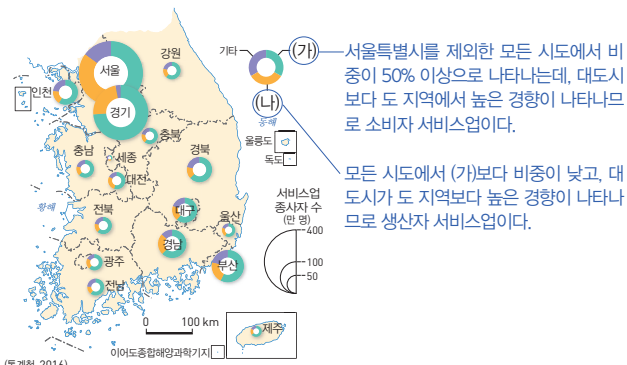 서울
강원
인천
경기
충북
충남
세종
대전
경북
전북
대구
울산
경남
부산
광주
전남
제주
황해
동해
울릉도
독도
기타
(가)
(나)
서비스업
종사자 수
(만 명)
400
100
50
0 100 km
이어도종합해양과학기지
(통계청, 2016)
서울특별시를 제외한 모든 시도에서 비
중이 50% 이상으로 나타나는데, 대도시
보다 도 지역에서 높은 경향이 나타나므
로 소비자 서비스업이다.
모든 시도에서 (가)보다 비중이 낮고, 대
도시가 도 지역보다 높은 경향이 나타나
므로 생산자 서비스업이다.